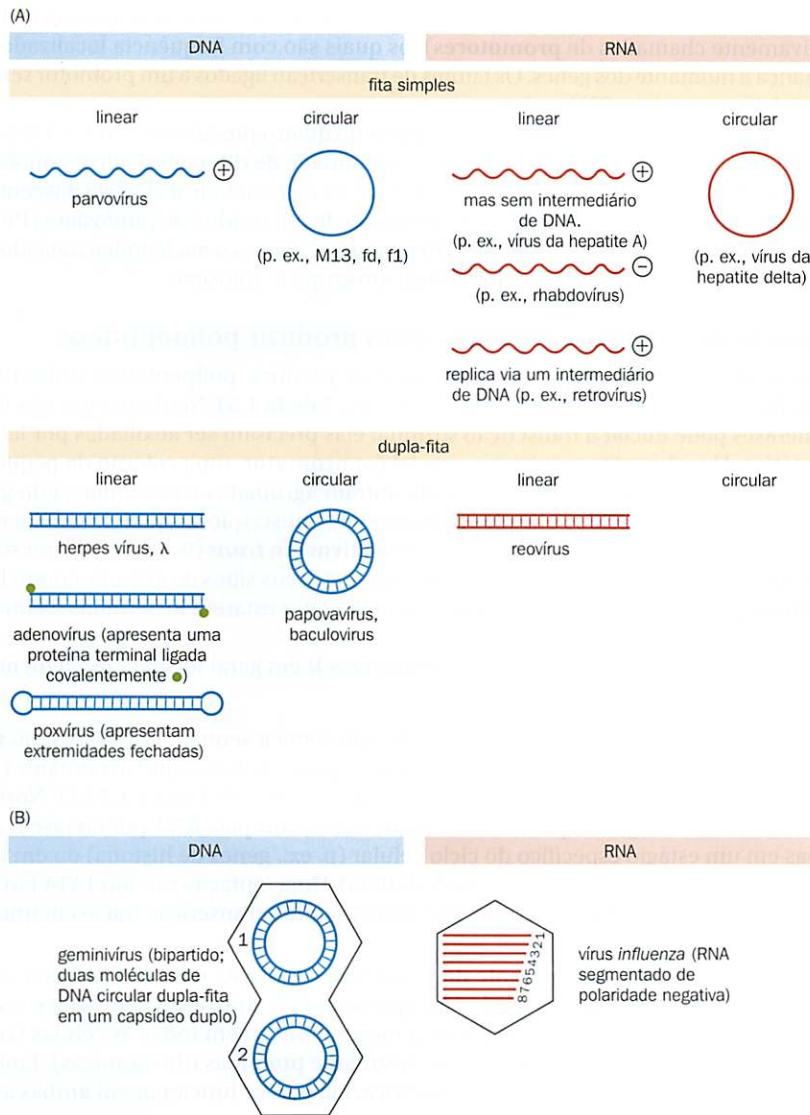 (A)
DNA
RNA
fita simples
linear
circular
linear
circular
+
parvovírus
(p. ex., M13, fd, f1)
+
mas sem intermediário
de DNA.
(p. ex., vírus da hepatite A)
−
(p. ex., rhabdovírus)
+
replica via um intermediário
de DNA (p. ex., retrovírus)
(p. ex., vírus da
hepatite delta)
dupla-fita
linear
circular
linear
circular
herpes vírus, λ
adenovírus (apresenta uma
proteína terminal ligada
covalentemente )
poxvírus (apresentam
extremidades fechadas)
papovavírus,
baculovirus
reovírus
(B)
DNA
RNA
geminivírus (bipartido;
duas moléculas de
DNA circular dupla-fita
em um capsídeo duplo)
1
2
87654321
vírus influenza (RNA
segmentado de
polaridade negativa)